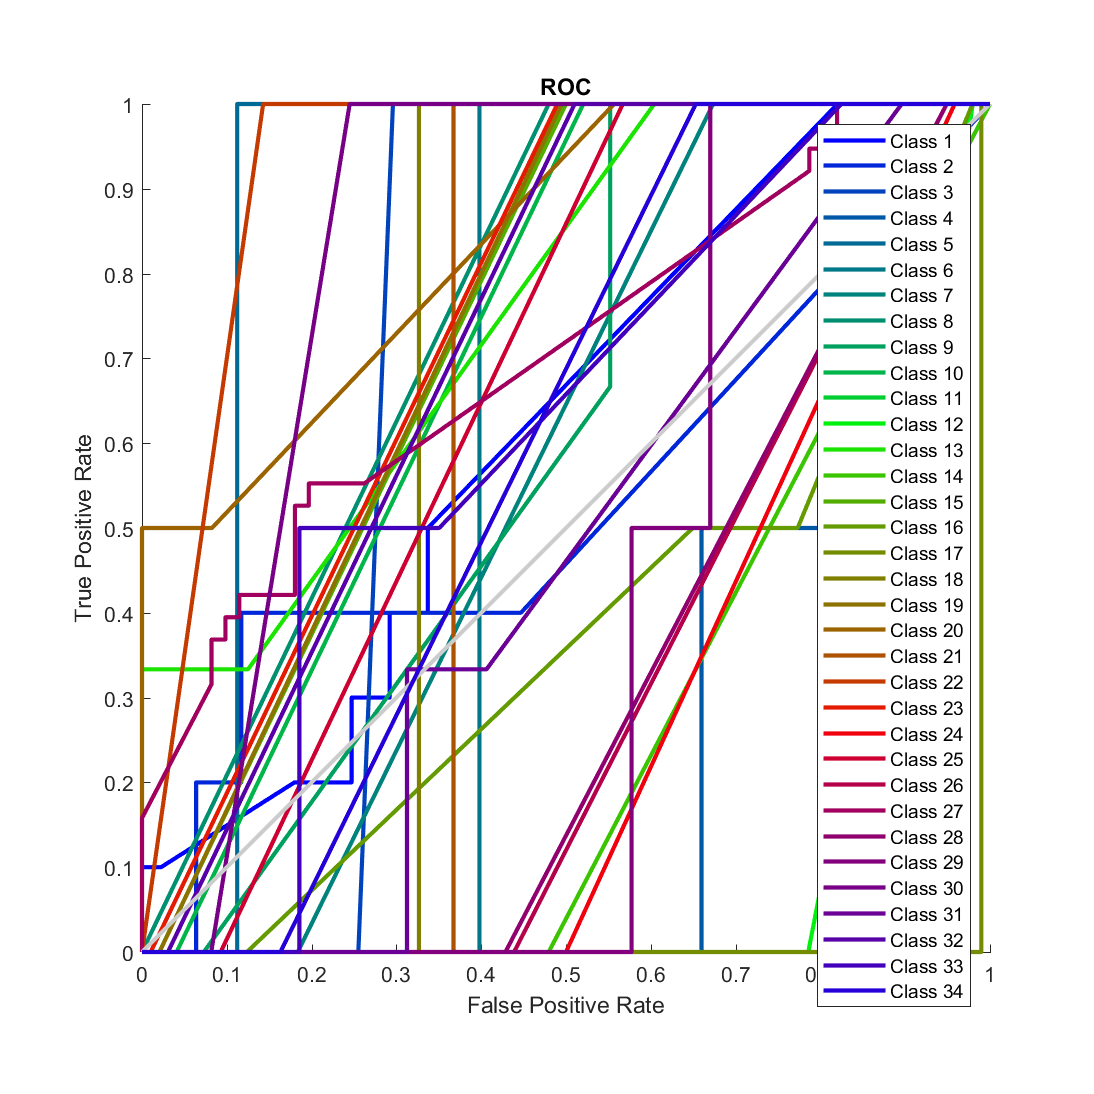 ROC
True Positive Rate
1
0.9
0.8
0.7
0.6
0.5
0.4
0.3
0.2
0.1
0
Class 1
Class 2
Class 3
Class 4
Class 5
Class 6
Class 7
Class 8
Class 9
Class 10
Class 11
Class 12
Class 13
Class 14
Class 15
Class 16
Class 17
Class 18
Class 19
Class 20
Class 21
Class 22
Class 23
Class 24
Class 25
Class 26
Class 27
Class 28
Class 29
Class 30
Class 31
Class 32
Class 33
Class 34
0 0.1 0.2 0.3 0.4 0.5 0.6 0.7 1
False Positive Rate